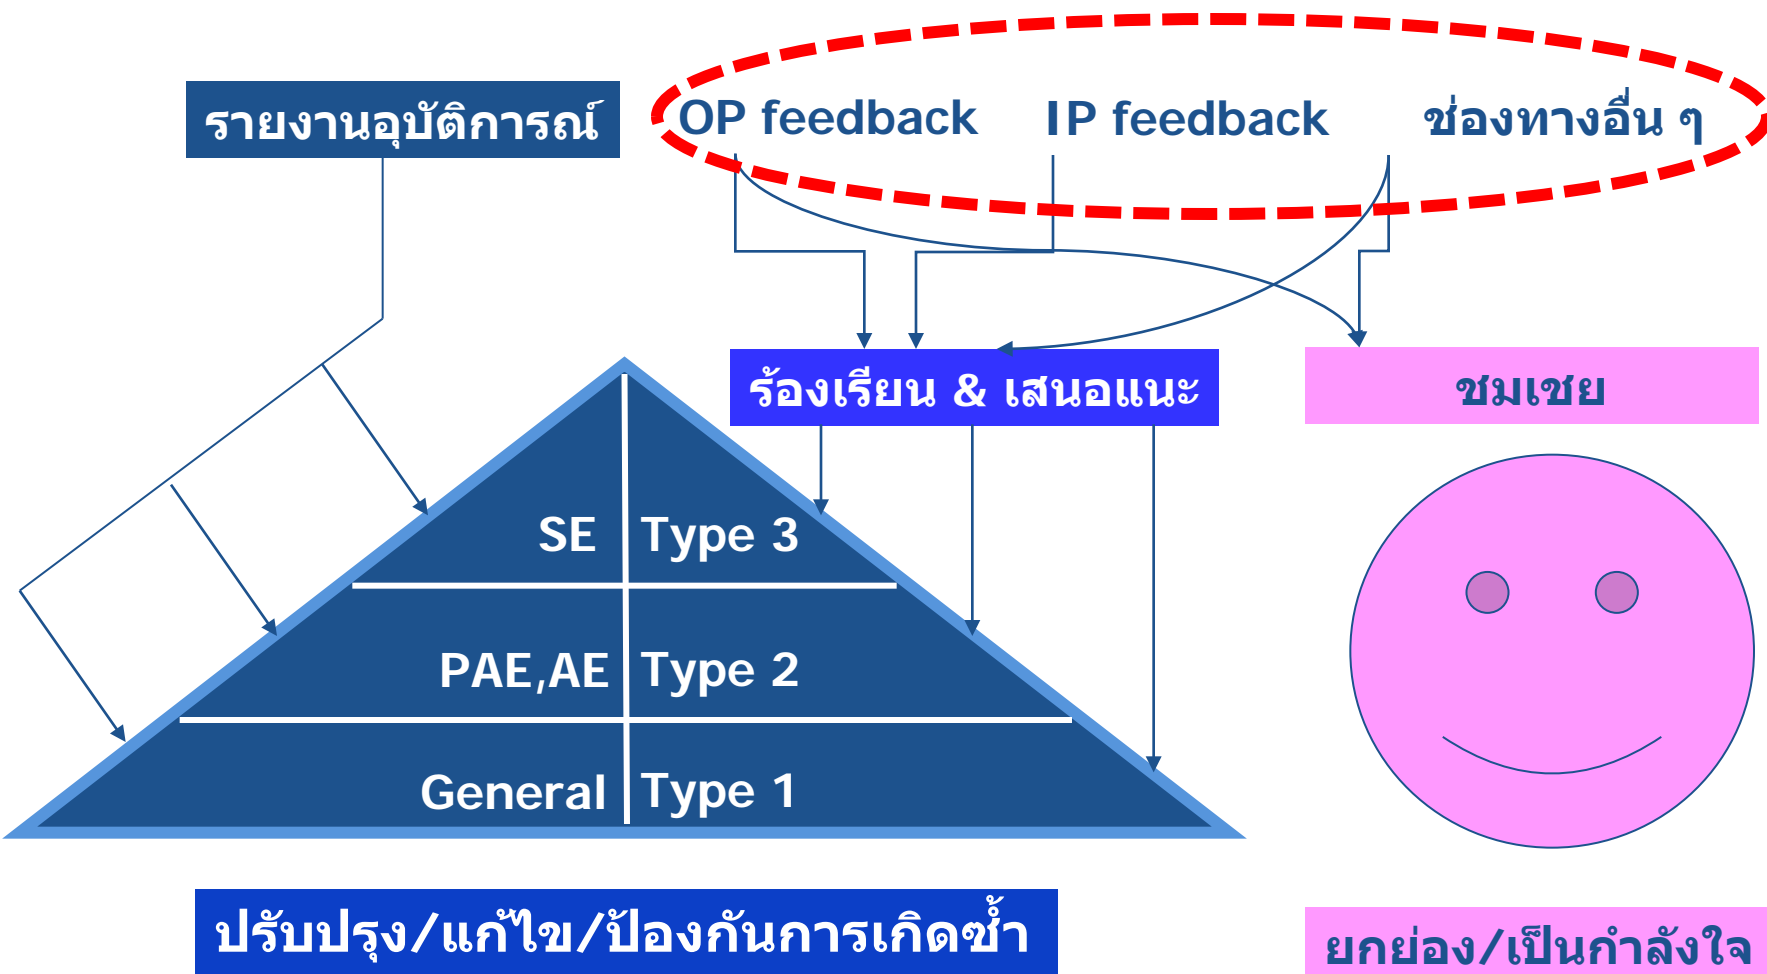 รายงานอุบัติการณ์
OP feedback
IP feedback
ช่องทางอื่น ๆ
ร้องเรียน & เสนอแนะ
ชมเชย
SE
Type 3
PAE,AE
Type 2
General
Type 1
ปรับปรุง/แก้ไข/ป้องกันการเกิดซ้ำ
ยกย่อง/เป็นกำลังใจ